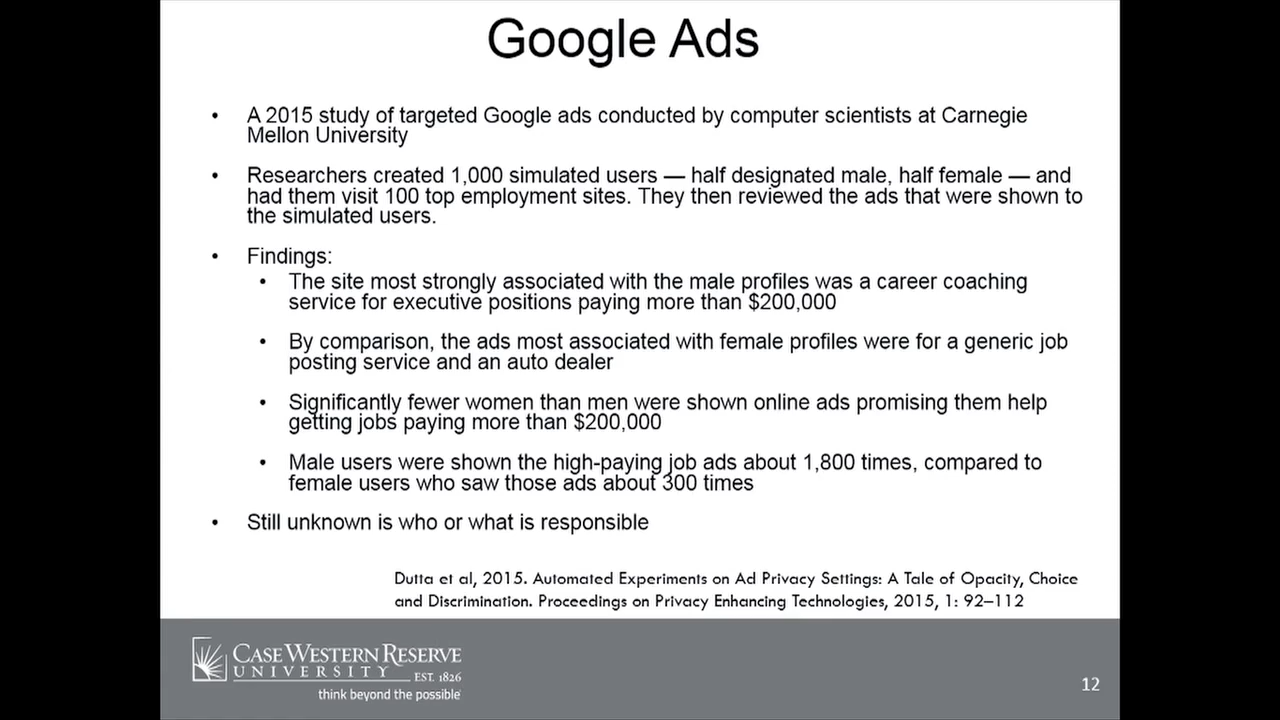 Google Ads
• A 2015 study of targeted Google ads conducted by computer scientists at Carnegie
Mellon University
• Researchers created 1,000 simulated users — half designated male, half female — and
had them visit 100 top employment sites. They then reviewed the ads that were shown to
the simulated users.
• Findings:
• The site most strongly associated with the male profiles was a career coaching
service for executive positions paying more than $200,000
• By comparison, the ads most associated with female profiles were for a generic job
posting service and an auto dealer
• Significantly fewer women than men were shown online ads promising them help
getting jobs paying more than $200,000
• Male users were shown the high-paying job ads about 1,800 times, compared to
female users who saw those ads about 300 times
• Still unknown is who or what is responsible
Dutta et al, 2015. Automated Experiments on Ad Privacy Settings: A Tale of Opacity, Choice
and Discrimination. Proceedings on Privacy Enhancing Technologies, 2015, 1: 92–112
CASE WESTERN RESERVE
UNIVERSITY EST. 1826
think beyond the possible
12